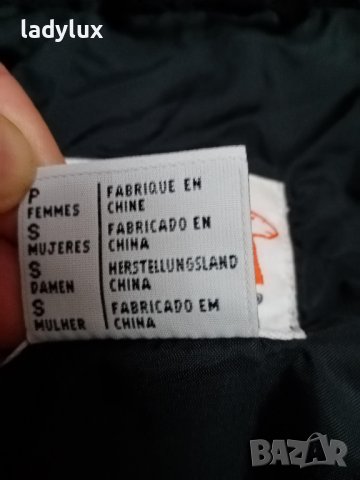 ladylux
P FABRIQUE EN
FEMMES CHINE
S FABRICADO EN
MUJERES CHINA
S HERSTELLUNGSLAND
DAMEN CHINA
S FABRICADO EM
MULHER CHINA
®
BAZAR